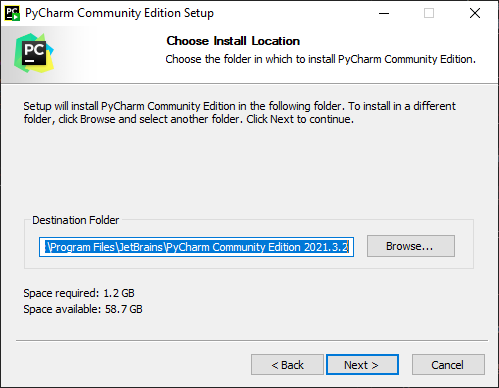 PyCharm Community Edition Setup
PC
Choose Install Location
Choose the folder in which to install PyCharm Community Edition.
Setup will install PyCharm Community Edition in the following folder. To install in a different
folder, click Browse and select another folder. Click Next to continue.
Destination Folder
:\Program Files\JetBrains\PyCharm Community Edition 2021.3.2
Browse...
Space required: 1.2 GB
Space available: 58.7 GB
< Back
Next >
Cancel